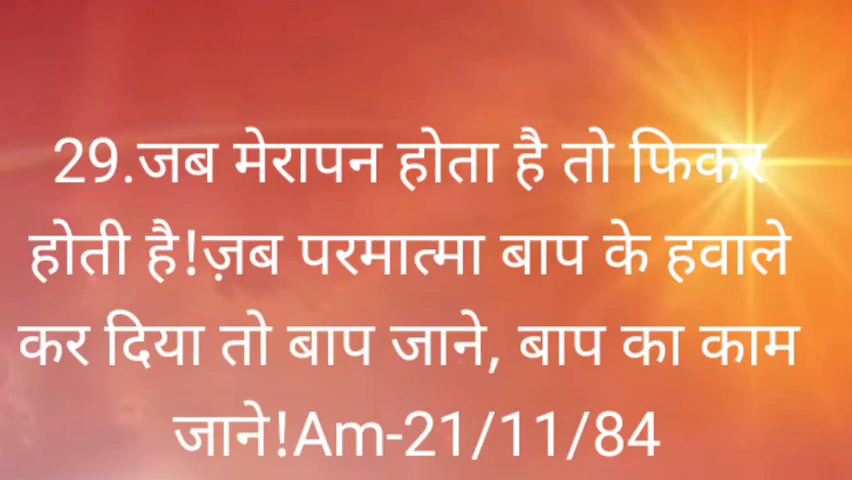 29.जब मेरापन होता है तो फिकर
होती है!ज़ब परमात्मा बाप के हवाले
कर दिया तो बाप जाने, बाप का काम
जाने!Am-21/11/84